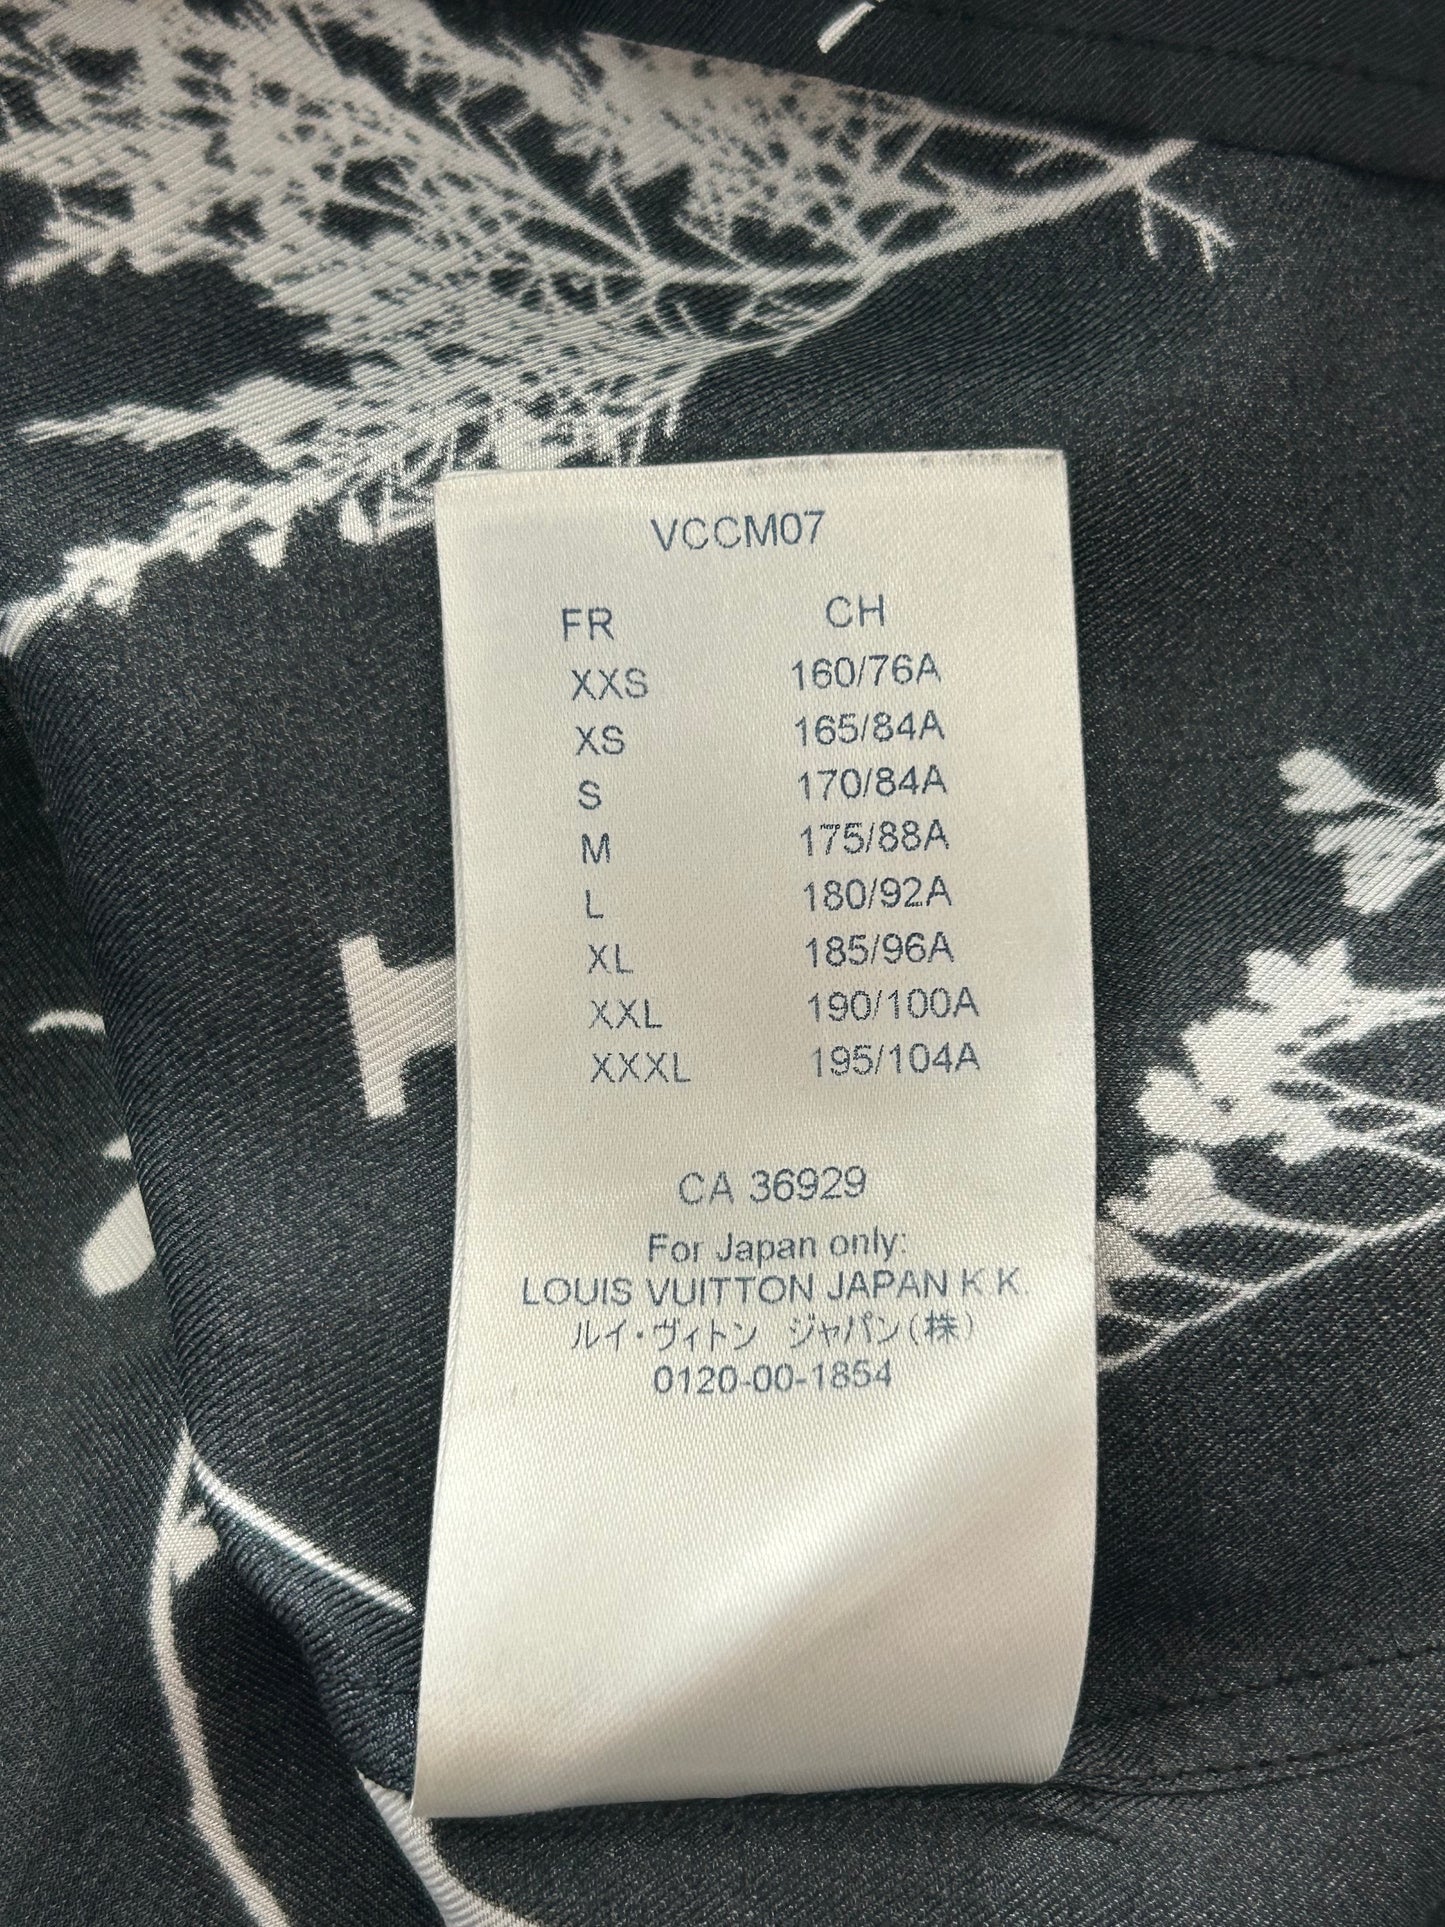 VCCM07
FR CH
XXS 160/76A
XS 165/84A
S 170/84A
M 175/88A
L 180/92A
XL 185/96A
XXL 190/100A
XXXL 195/104A
CA 36929
For Japan only:
LOUIS VUITTON JAPAN K.K.
ルイ・ヴィトン ジャパン(株)
0120-00-1854